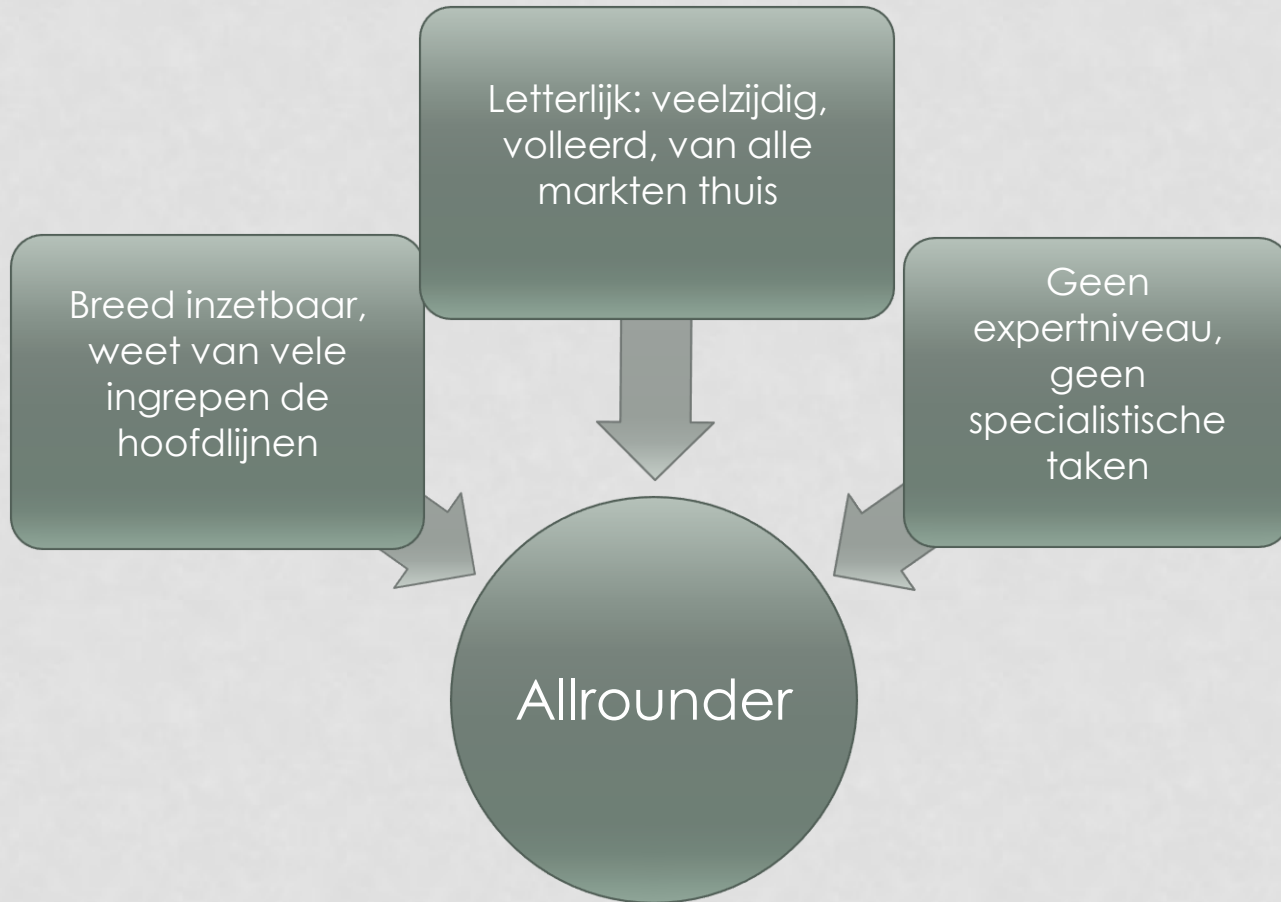 Letterlijk: veelzijdig,
volleerd, van alle
markten thuis
Breed inzetbaar,
weet van vele
ingrepen de
hoofdlijnen
Geen
expertniveau,
geen
specialistische
taken
Allrounder